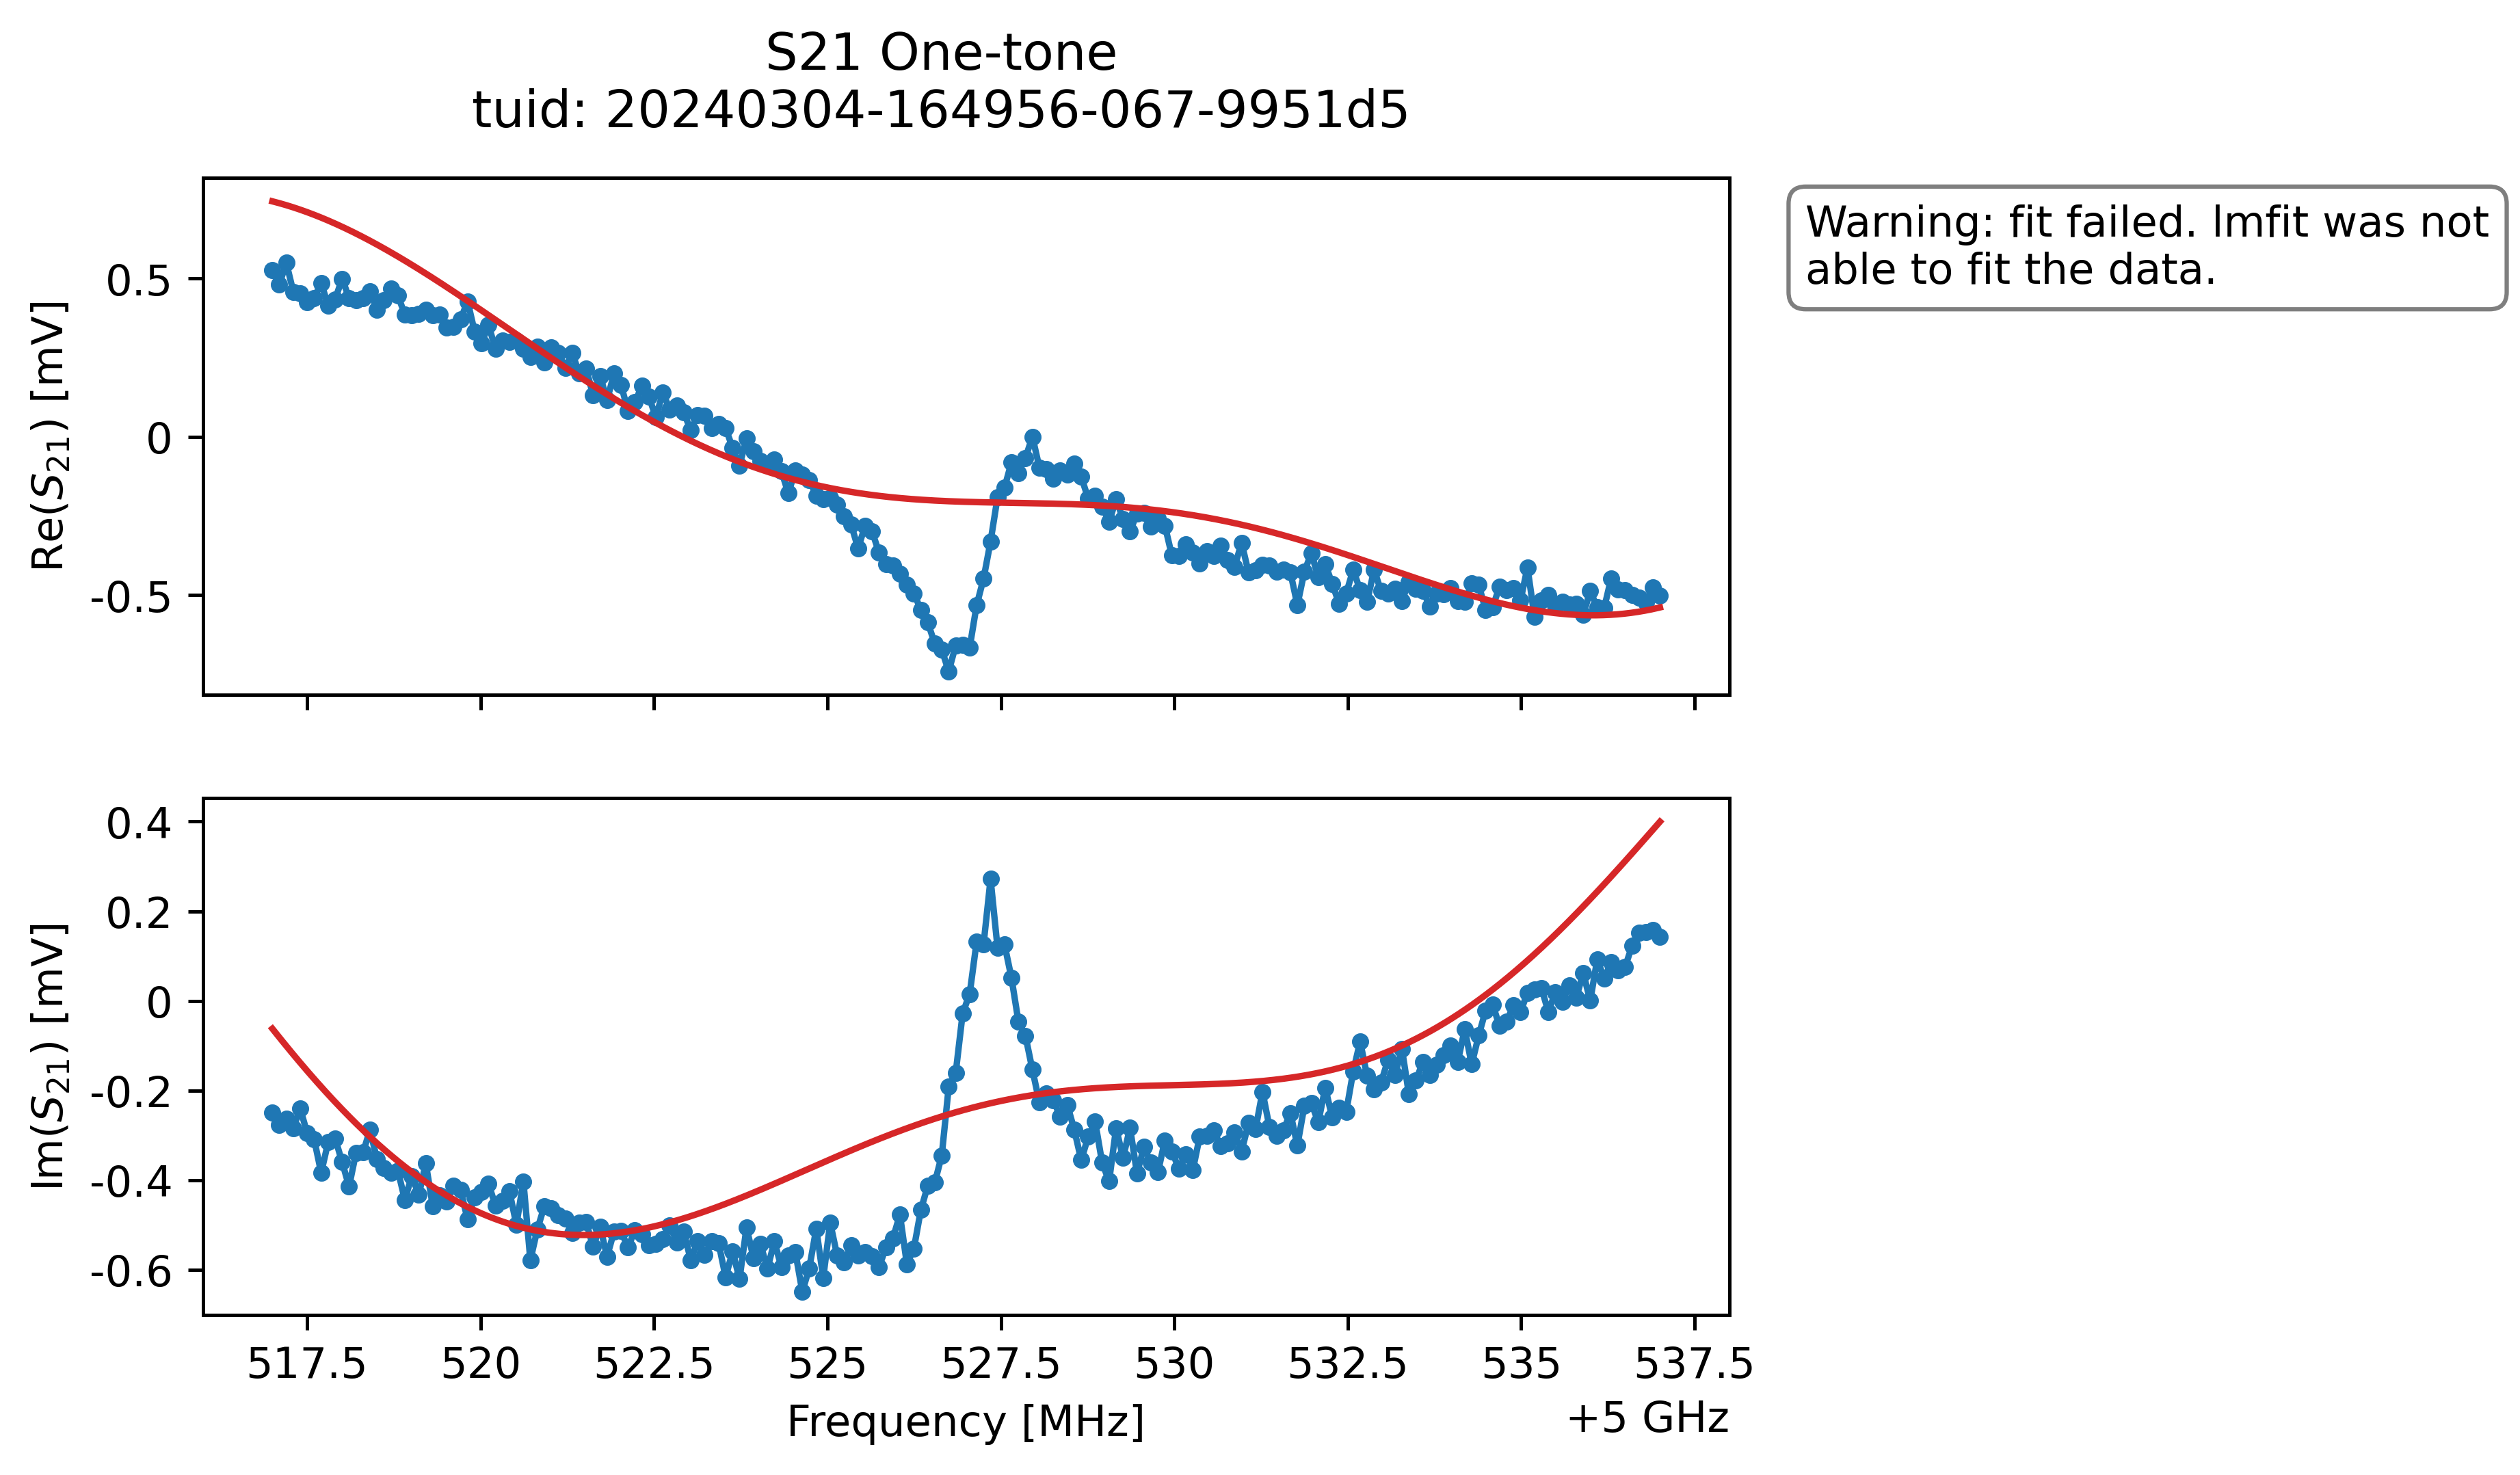 S21 One-tone
tuid: 20240304-164956-067-9951d5
Warning: fit failed. lmfit was not
able to fit the data.
Re(S21) [mV]
0.5
0
-0.5
Im(S21) [mV]
0.4
0.2
0
-0.2
-0.4
-0.6
517.5 520 522.5 525 527.5 530 532.5 535 537.5
Frequency [MHz]
+5 GHz